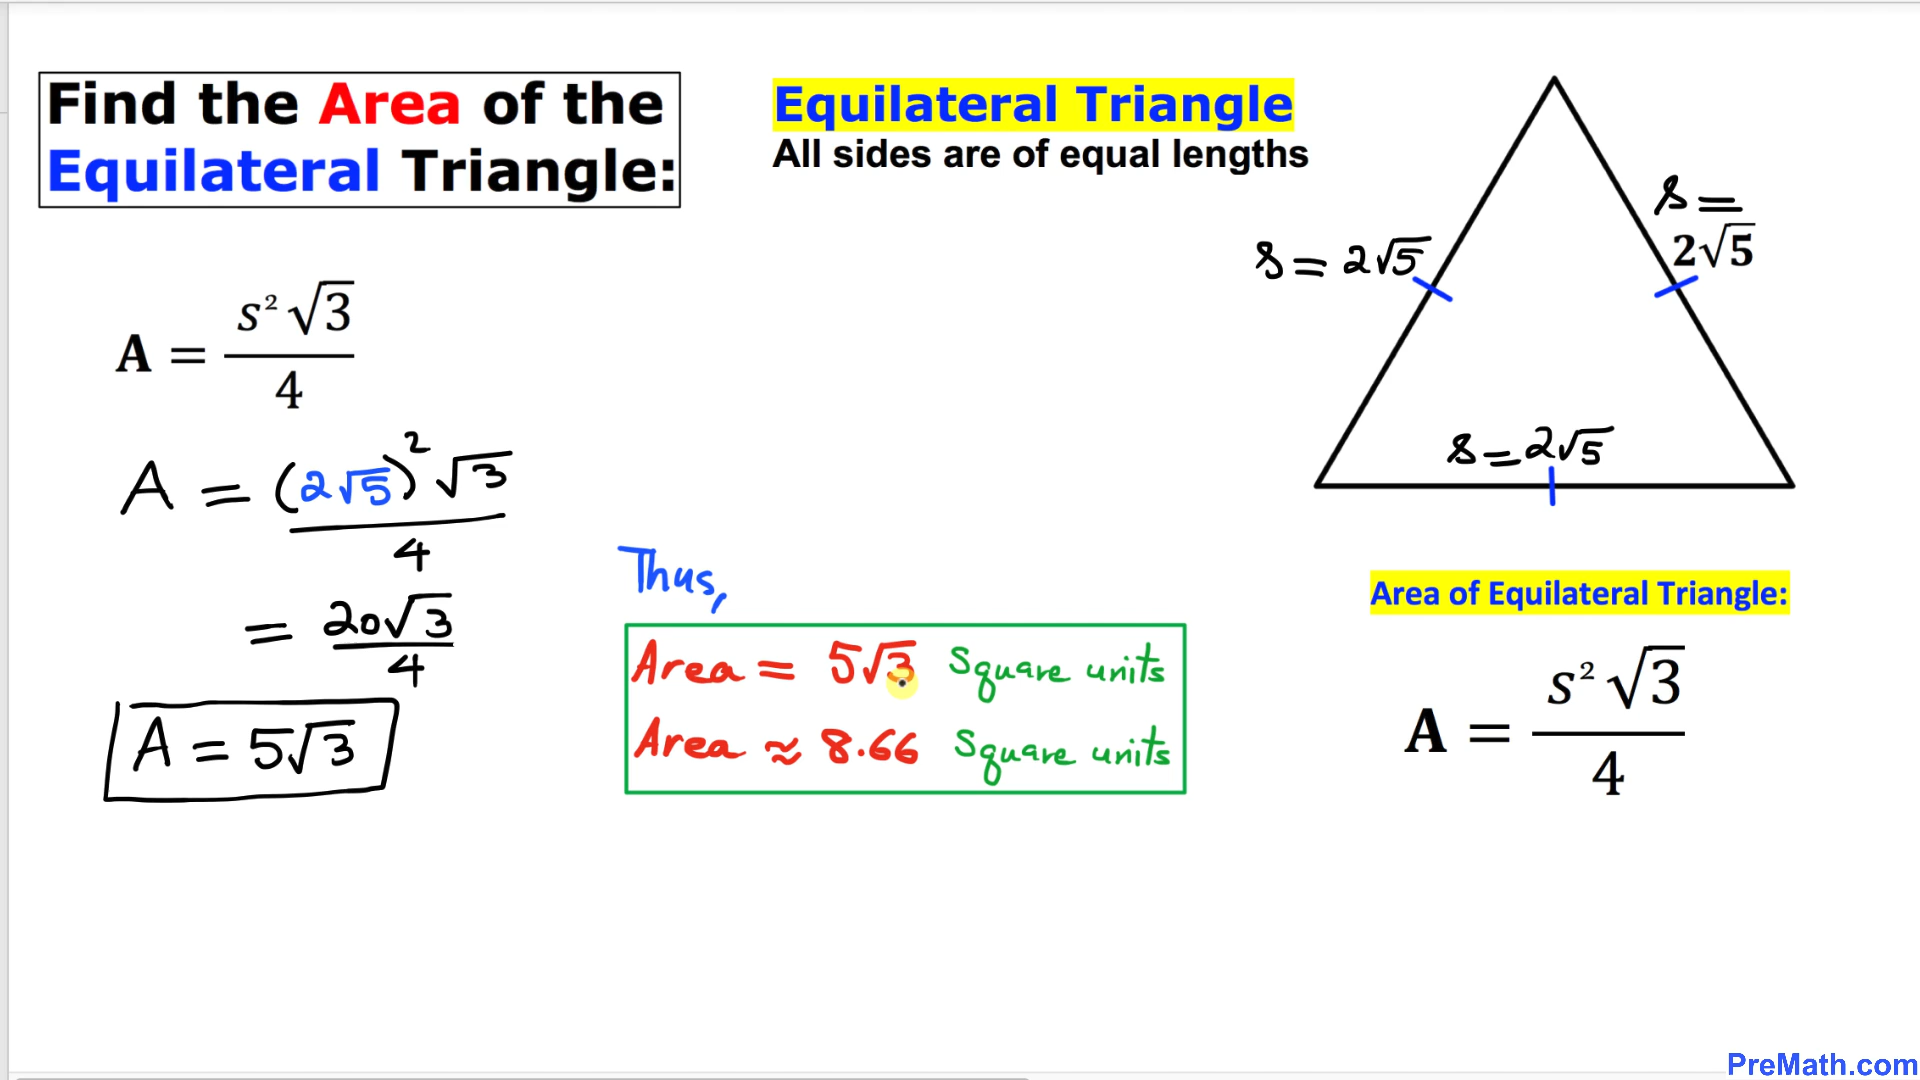 Find the Area of the
Equilateral Triangle:
A = s² √3 / 4
A = (2√5)² √3 / 4
= 20√3 / 4
A = 5√3
Thus,
Area = 5√3 Square units
Area ≈ 8.66 Square units
Equilateral Triangle
All sides are of equal lengths
s = 2√5
s =
2√5
s = 2√5
Area of Equilateral Triangle:
A = s² √3 / 4
PreMath.com